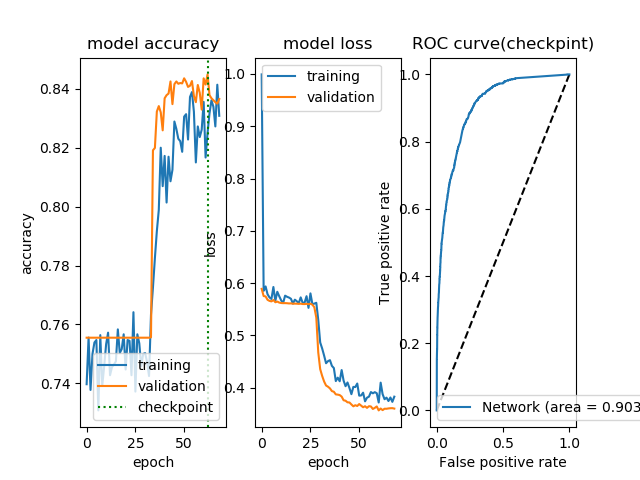 model accuracy
0.84
0.82
0.80
0.78
0.76
0.74
accuracy
0
50
epoch
training
validation
checkpoint
model loss
1.0
0.9
0.8
0.7
0.6
0.5
0.4
loss
0
25
50
epoch
training
validation
ROC curve(checkpint)
1.0
0.8
0.6
0.4
0.2
0.0
True positive rate
0.0
0.5
1.0
False positive rate
Network (area = 0.903